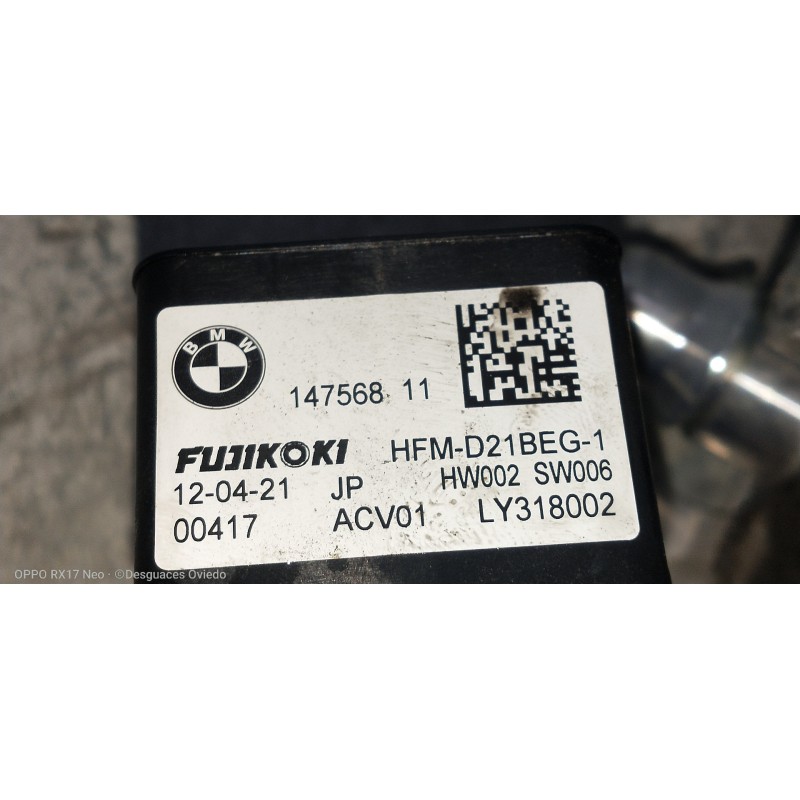 BMW
147568 11
FUJIKOKI HFM-D21BEG-1
HW002 SW006
12-04-21 JP
00417 ACV01 LY318002
OPPO RX17 Neo · ©Desguaces Oviedo